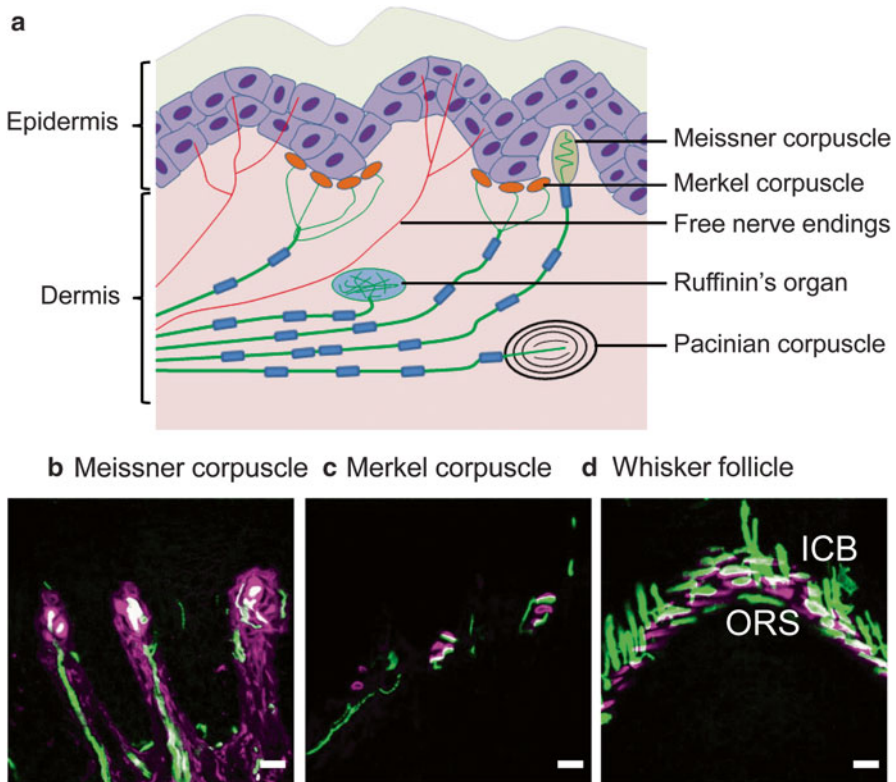 a
Epidermis
Dermis
Meissner corpuscle
Merkel corpuscle
Free nerve endings
Ruffinin's organ
Pacinian corpuscle
b Meissner corpuscle
c Merkel corpuscle
d Whisker follicle
ICB
ORS